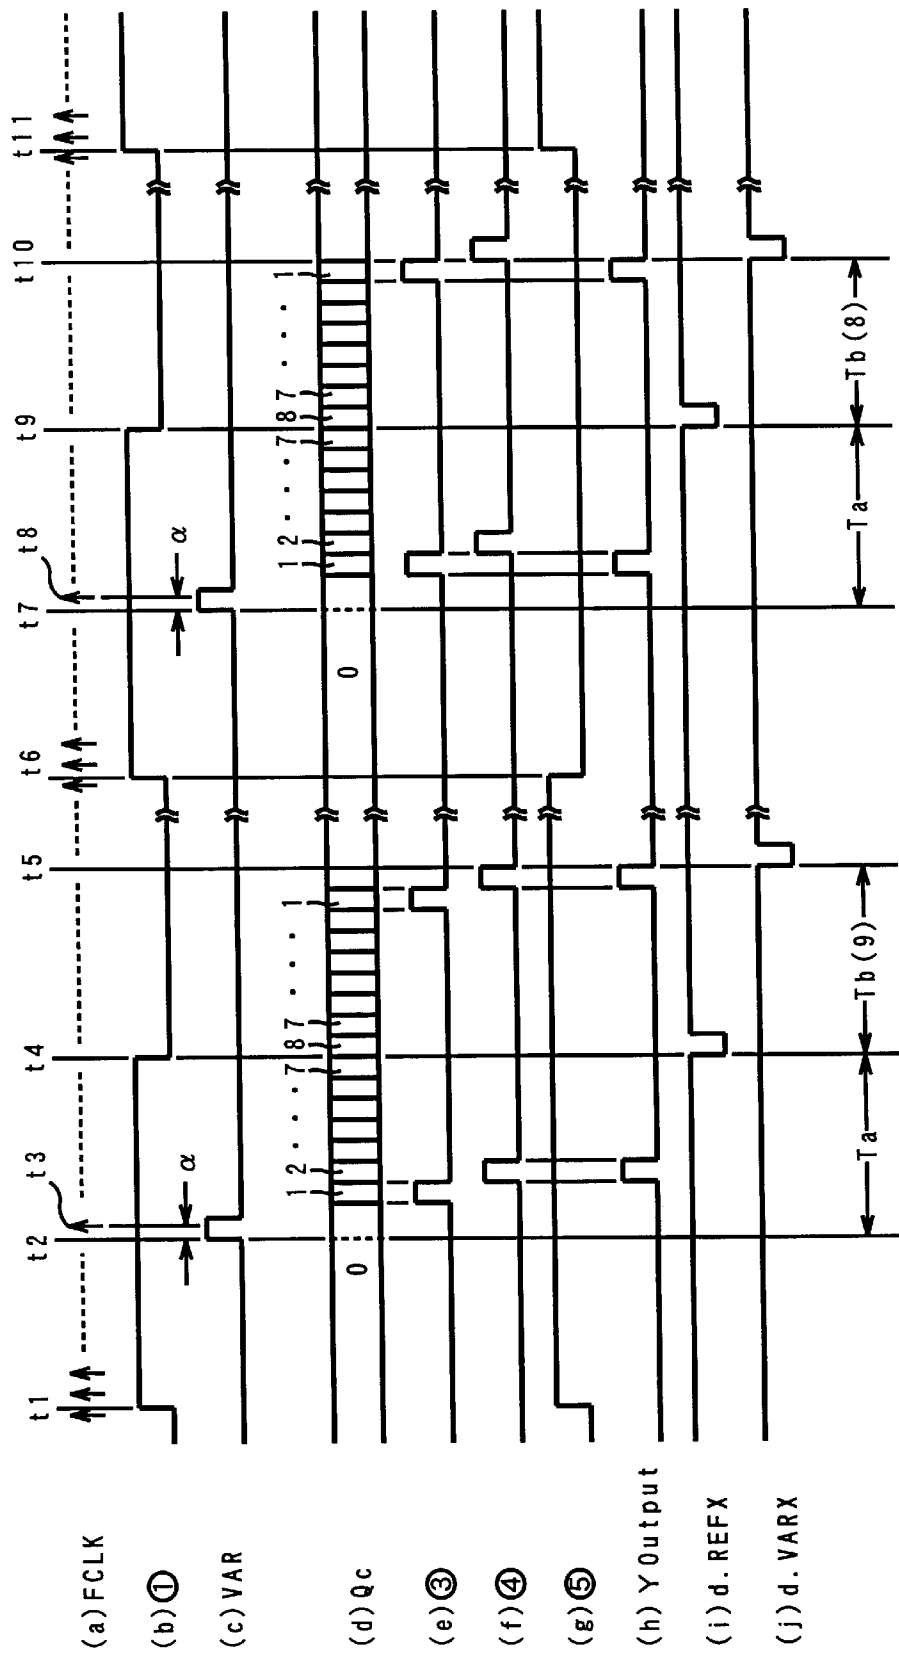 t1 t2 t3 t4 t5 t6 t7 t8 t9 t10 t11
(a) FCLK
(b) ①
α α
(c) VAR
1 2 · · · 7 8 7 · · · 1 1 2 · · · 7 8 7 · · · 1
(d) Qc 0 0
(e) ③
(f) ④
(g) ⑤
(h) Y Output
(i) d.REFX
(j) d.VARX
Ta Tb(9) Ta Tb(8)